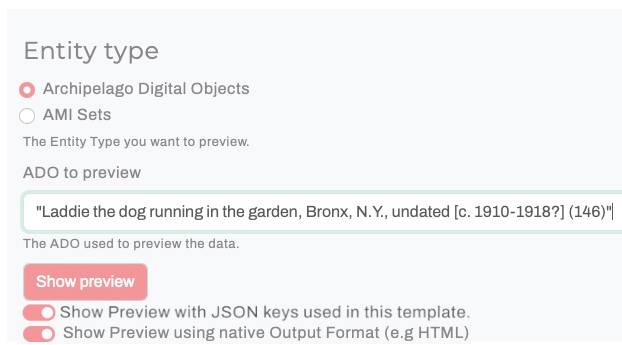 Entity type
Archipelago Digital Objects
AMI Sets
The Entity Type you want to preview.
ADO to preview
"Laddie the dog running in the garden, Bronx, N.Y., undated [c. 1910-1918?] (146)"
The ADO used to preview the data.
Show preview
Show Preview with JSON keys used in this template.
Show Preview using native Output Format (e.g HTML)